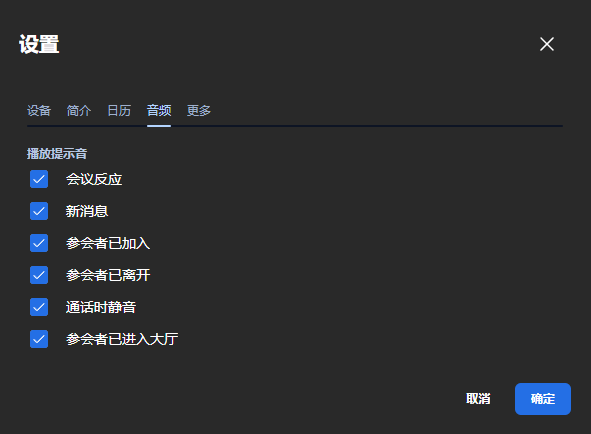 设置
设备 简介 日历 音频 更多
播放提示音
会议反应
新消息
参会者已加入
参会者已离开
通话时静音
参会者已进入大厅
取消 确定